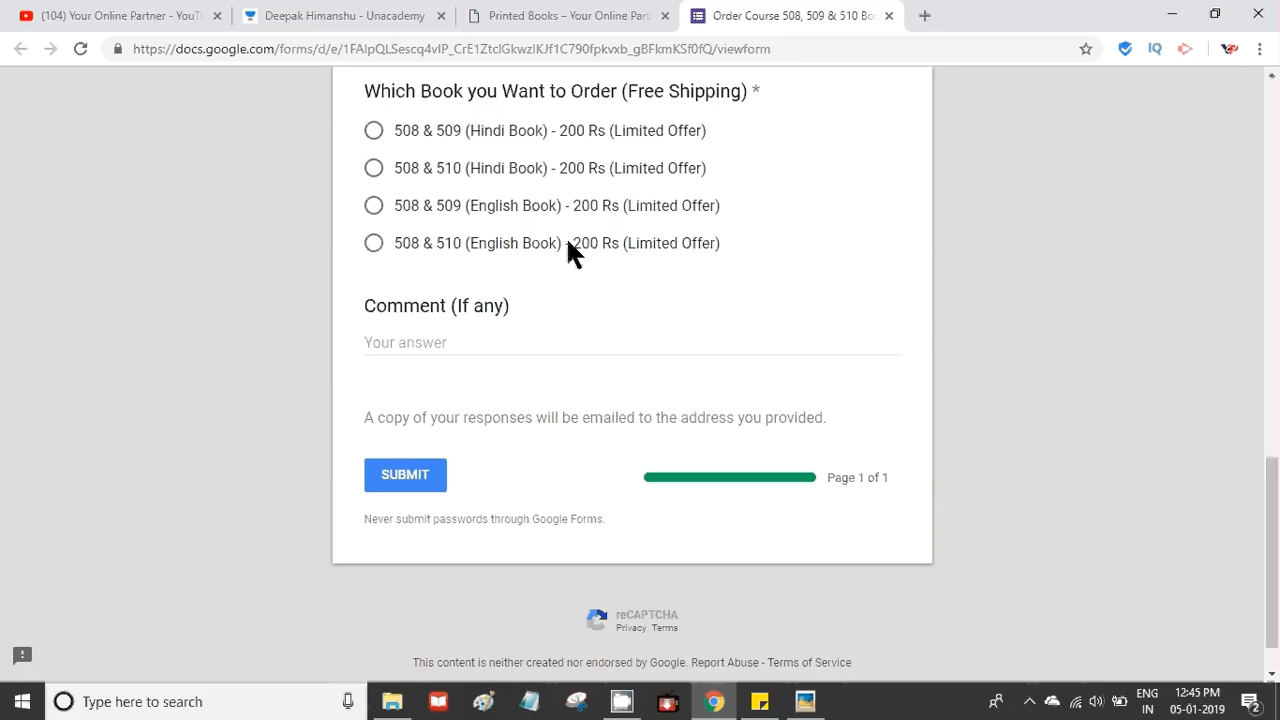 (104) Your Online Partner - YouTu
Deepak Himanshu - Unacademy
Printed Books – Your Online Part
Order Course 508, 509 & 510 Boo
https://docs.google.com/forms/d/e/1FAIpQLSescq4vIP_CrE1ZtclGkwzIKJf1C790fpkvxb_gBFkmKSf0fQ/viewform
Which Book you Want to Order (Free Shipping) *
508 & 509 (Hindi Book) - 200 Rs (Limited Offer)
508 & 510 (Hindi Book) - 200 Rs (Limited Offer)
508 & 509 (English Book) - 200 Rs (Limited Offer)
508 & 510 (English Book) - 200 Rs (Limited Offer)
Comment (If any)
Your answer
A copy of your responses will be emailed to the address you provided.
SUBMIT
Page 1 of 1
Never submit passwords through Google Forms.
reCAPTCHA
Privacy Terms
This content is neither created nor endorsed by Google. Report Abuse - Terms of Service
Type here to search
ENG
IN
12:45 PM
05-01-2019
2